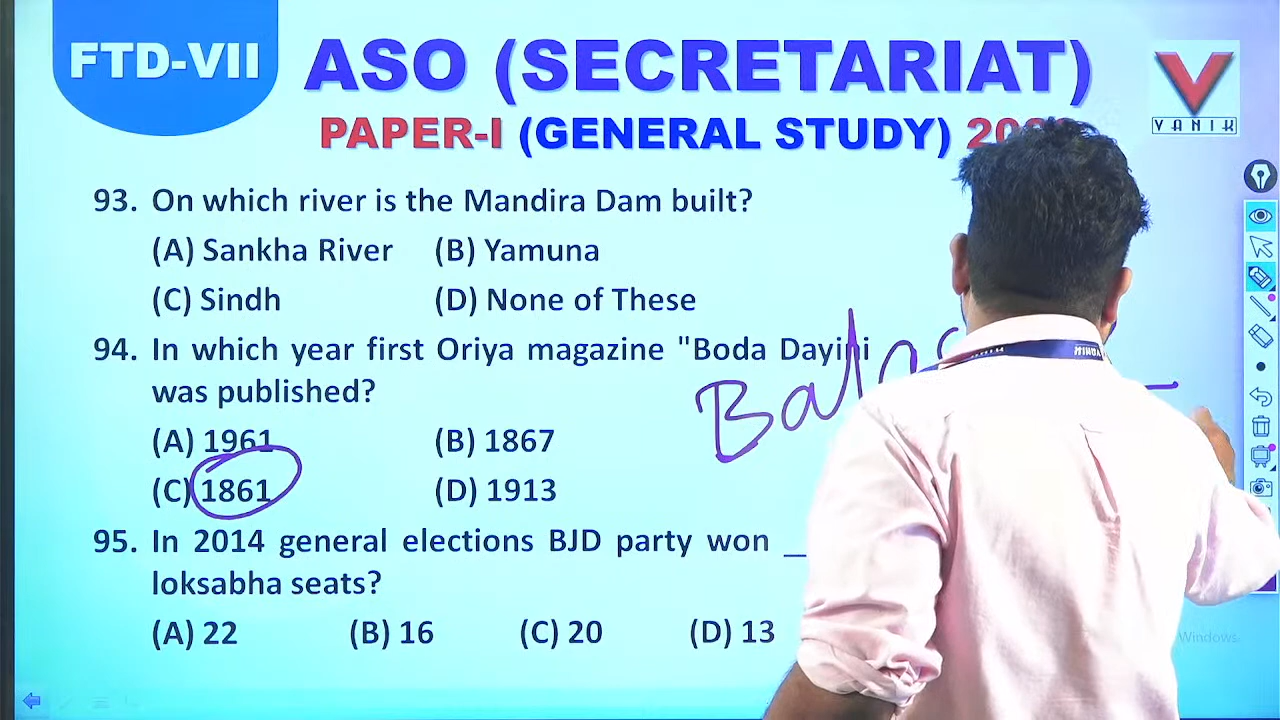 FTD-VII
ASO (SECRETARIAT)
PAPER-I (GENERAL STUDY)
VANIK
93. On which river is the Mandira Dam built?
(A) Sankha River (B) Yamuna
(C) Sindh (D) None of These
94. In which year first Oriya magazine "Boda Dayini
was published?
(A) 1961 (B) 1867
(C) 1861 (D) 1913
95. In 2014 general elections BJD party won __
loksabha seats?
(A) 22 (B) 16 (C) 20 (D) 13
Windows.